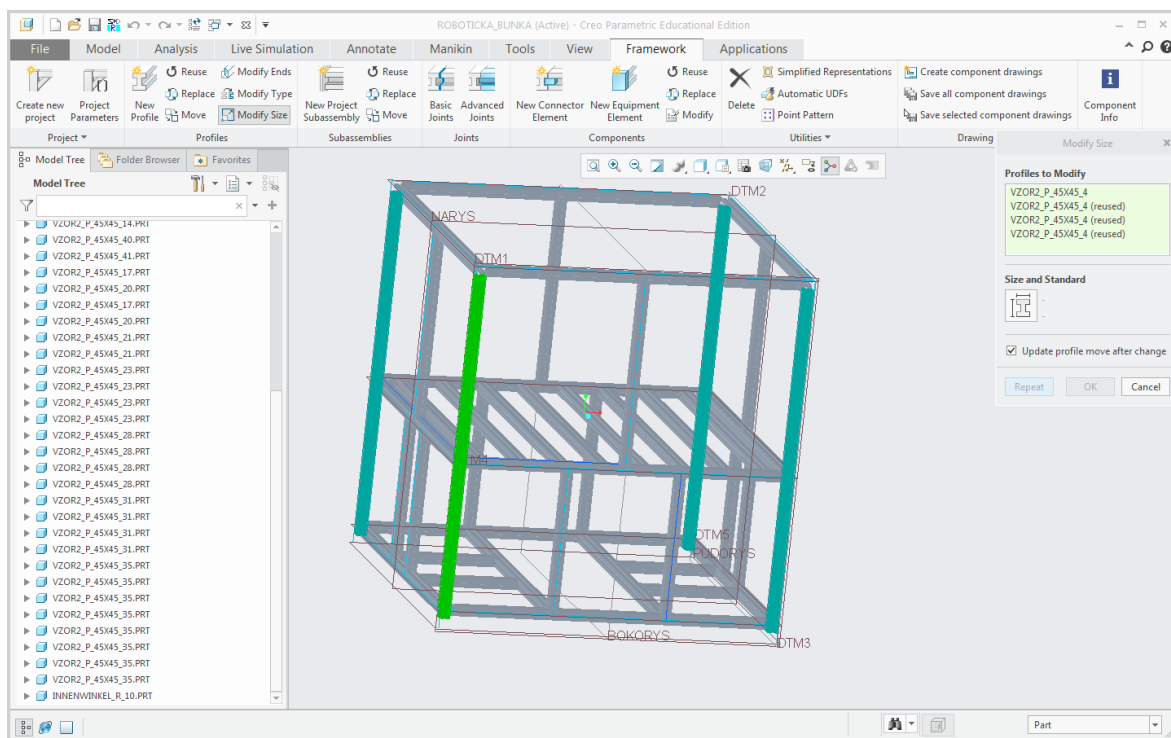 ROBOTICKA_BUNKA (Active) - Creo Parametric Educational Edition
File Model Analysis Live Simulation Annotate Manikin Tools View Framework Applications
Create new project
Project Parameters
Project
New Profile
Reuse
Replace
Move
Modify Ends
Modify Type
Modify Size
Profiles
New Project Subassembly
Reuse
Replace
Move
Subassemblies
Basic Joints
Advanced Joints
Joints
New Connector Element
New Equipment Element
Reuse
Replace
Modify
Components
Delete
Simplified Representations
Automatic UDFs
Point Pattern
Utilities
Create component drawings
Save all component drawings
Save selected component drawings
Drawing
Component Info
Model Tree Folder Browser Favorites
Model Tree
VZOR2_P_45X45_14.PRT
VZOR2_P_45X45_40.PRT
VZOR2_P_45X45_41.PRT
VZOR2_P_45X45_17.PRT
VZOR2_P_45X45_20.PRT
VZOR2_P_45X45_17.PRT
VZOR2_P_45X45_20.PRT
VZOR2_P_45X45_21.PRT
VZOR2_P_45X45_21.PRT
VZOR2_P_45X45_23.PRT
VZOR2_P_45X45_23.PRT
VZOR2_P_45X45_23.PRT
VZOR2_P_45X45_23.PRT
VZOR2_P_45X45_28.PRT
VZOR2_P_45X45_28.PRT
VZOR2_P_45X45_28.PRT
VZOR2_P_45X45_28.PRT
VZOR2_P_45X45_31.PRT
VZOR2_P_45X45_31.PRT
VZOR2_P_45X45_31.PRT
VZOR2_P_45X45_31.PRT
VZOR2_P_45X45_35.PRT
VZOR2_P_45X45_35.PRT
VZOR2_P_45X45_35.PRT
VZOR2_P_45X45_35.PRT
VZOR2_P_45X45_35.PRT
VZOR2_P_45X45_35.PRT
VZOR2_P_45X45_35.PRT
VZOR2_P_45X45_35.PRT
INNENWINKEL_R_10.PRT
DTM2
NARYS
DTM1
DTM5
PUDORYS
BOKORYS
DTM3
Modify Size
Profiles to Modify
VZOR2_P_45X45_4
VZOR2_P_45X45_4 (reused)
VZOR2_P_45X45_4 (reused)
VZOR2_P_45X45_4 (reused)
Size and Standard
-
-
Update profile move after change
Repeat OK Cancel
Part